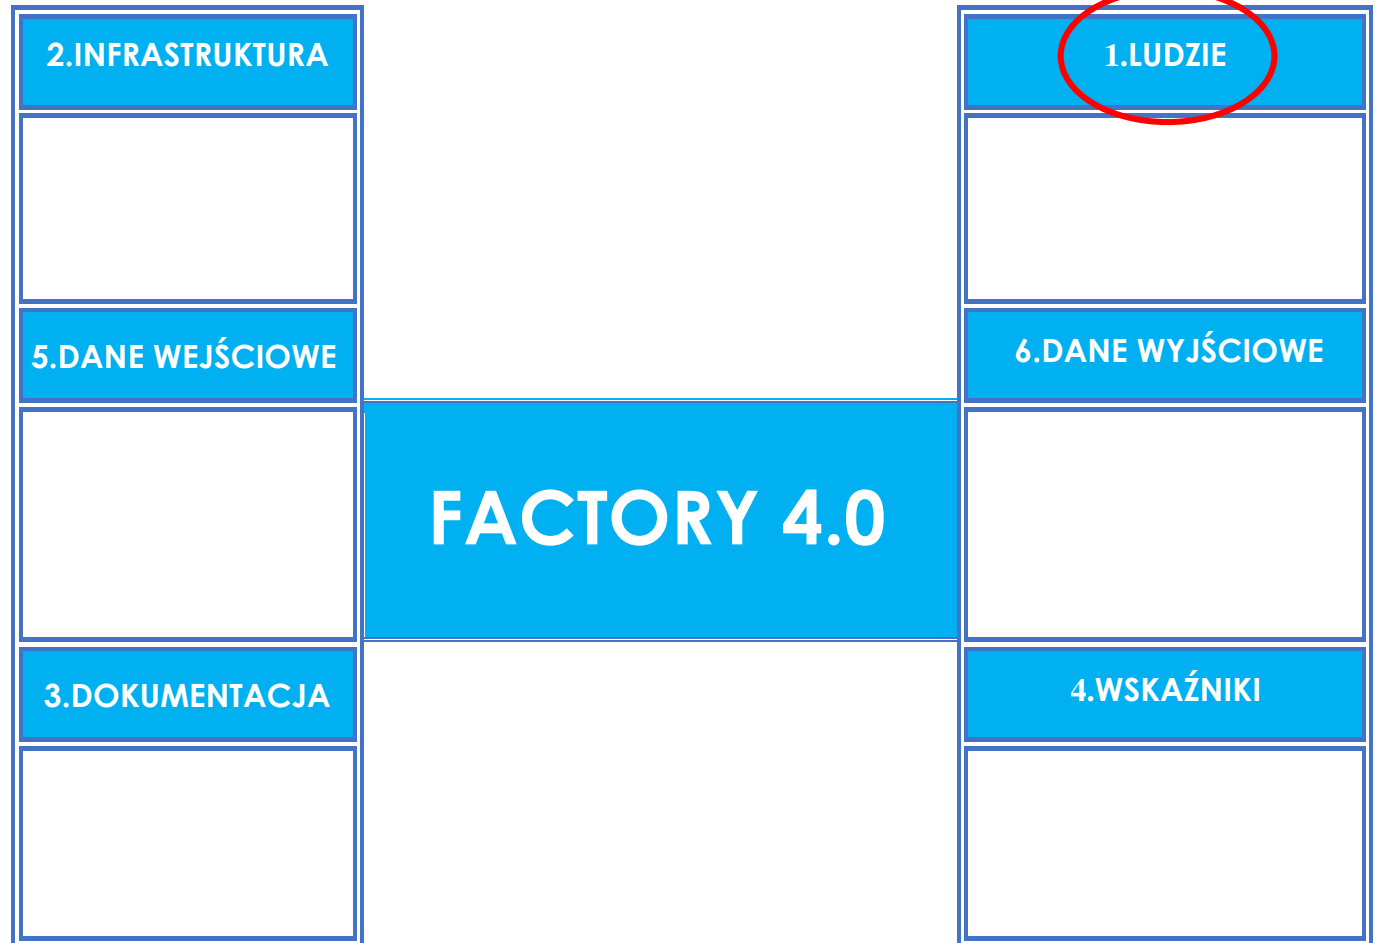 2.INFRASTRUKTURA
1.LUDZIE
5.DANE WEJŚCIOWE
6.DANE WYJŚCIOWE
FACTORY 4.0
3.DOKUMENTACJA
4.WSKAŹNIKI